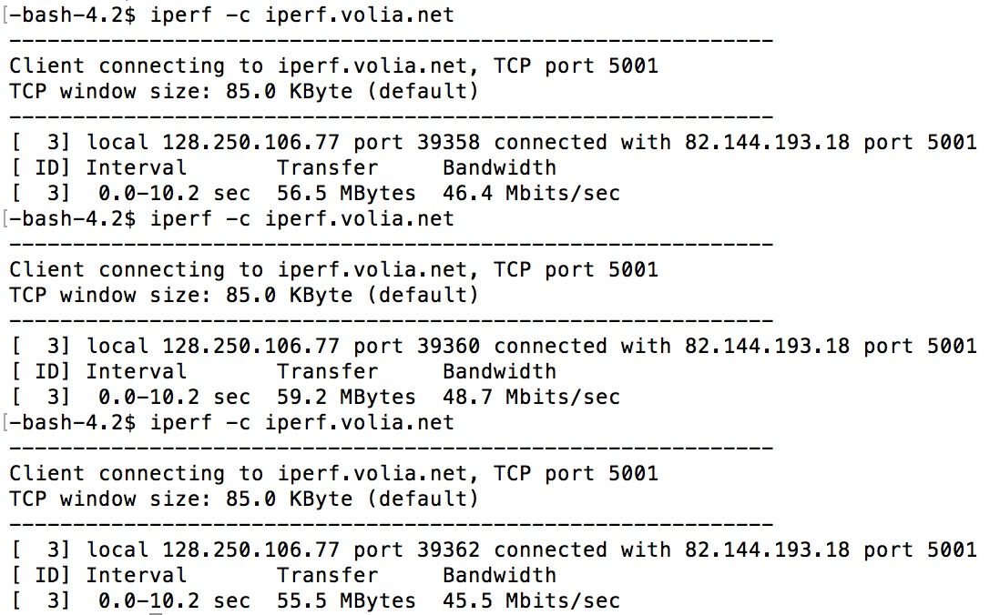 [-bash-4.2$ iperf -c iperf.volia.net
------------------------------------------------------------
Client connecting to iperf.volia.net, TCP port 5001
TCP window size: 85.0 KByte (default)
------------------------------------------------------------
[  3] local 128.250.106.77 port 39358 connected with 82.144.193.18 port 5001
[ ID] Interval       Transfer     Bandwidth
[  3]  0.0-10.2 sec  56.5 MBytes  46.4 Mbits/sec
[-bash-4.2$ iperf -c iperf.volia.net
------------------------------------------------------------
Client connecting to iperf.volia.net, TCP port 5001
TCP window size: 85.0 KByte (default)
------------------------------------------------------------
[  3] local 128.250.106.77 port 39360 connected with 82.144.193.18 port 5001
[ ID] Interval       Transfer     Bandwidth
[  3]  0.0-10.2 sec  59.2 MBytes  48.7 Mbits/sec
[-bash-4.2$ iperf -c iperf.volia.net
------------------------------------------------------------
Client connecting to iperf.volia.net, TCP port 5001
TCP window size: 85.0 KByte (default)
------------------------------------------------------------
[  3] local 128.250.106.77 port 39362 connected with 82.144.193.18 port 5001
[ ID] Interval       Transfer     Bandwidth
[  3]  0.0-10.2 sec  55.5 MBytes  45.5 Mbits/sec